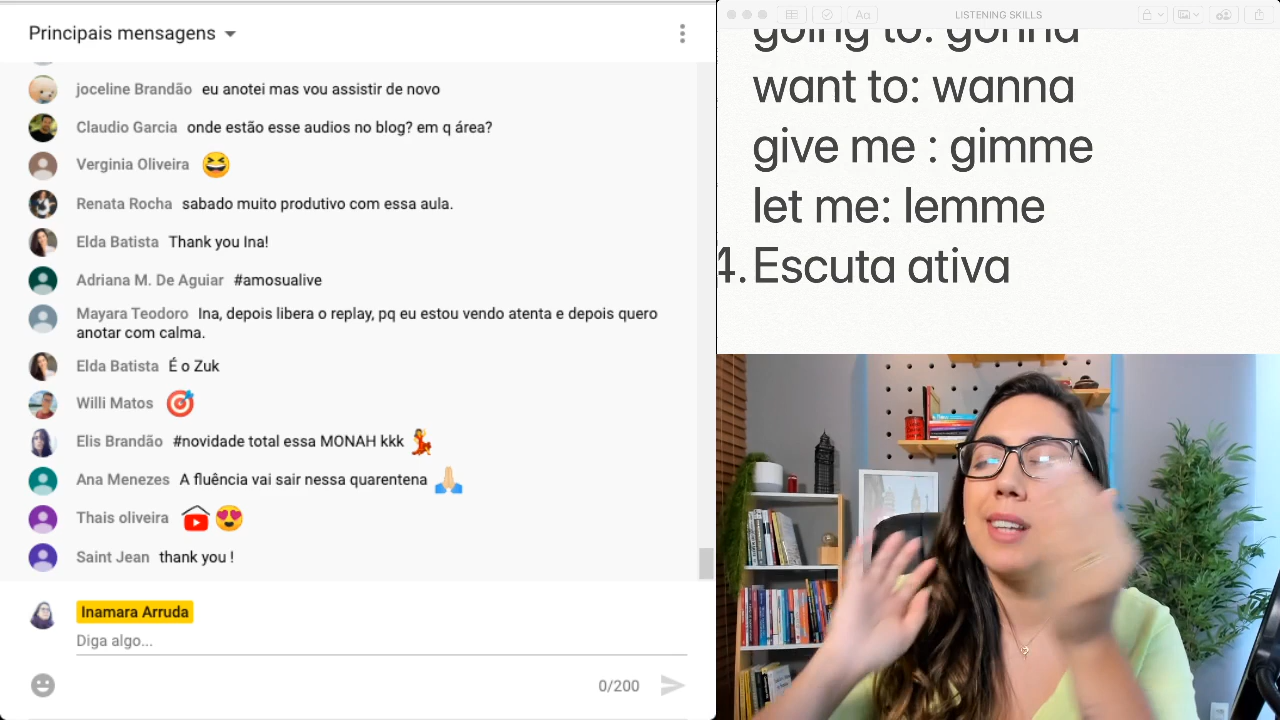 Principais mensagens
joceline Brandão eu anotei mas vou assistir de novo
Claudio Garcia onde estão esse audios no blog? em q área?
Verginia Oliveira 😆
Renata Rocha sabado muito produtivo com essa aula.
Elda Batista Thank you Ina!
Adriana M. De Aguiar #amosualive
Mayara Teodoro Ina, depois libera o replay, pq eu estou vendo atenta e depois quero
anotar com calma.
Elda Batista É o Zuk
Willi Matos 🎯
Elis Brandão #novidade total essa MONAH kkk 💃
Ana Menezes A fluência vai sair nessa quarentena 🙏
Thais oliveira 😍
Saint Jean thank you !
Inamara Arruda
Diga algo...
0/200
Aa
LISTENING SKILLS
going to: gonna
want to: wanna
give me : gimme
let me: lemme
4. Escuta ativa